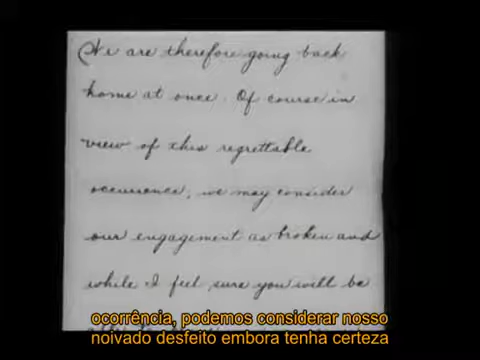 We are therefore going back
home at once. Of course in
view of this regrettable
occurrence, we may consider
our engagement as broken and
while I feel sure you will be
ocorrência, podemos considerar nosso
noivado desfeito embora tenha certeza